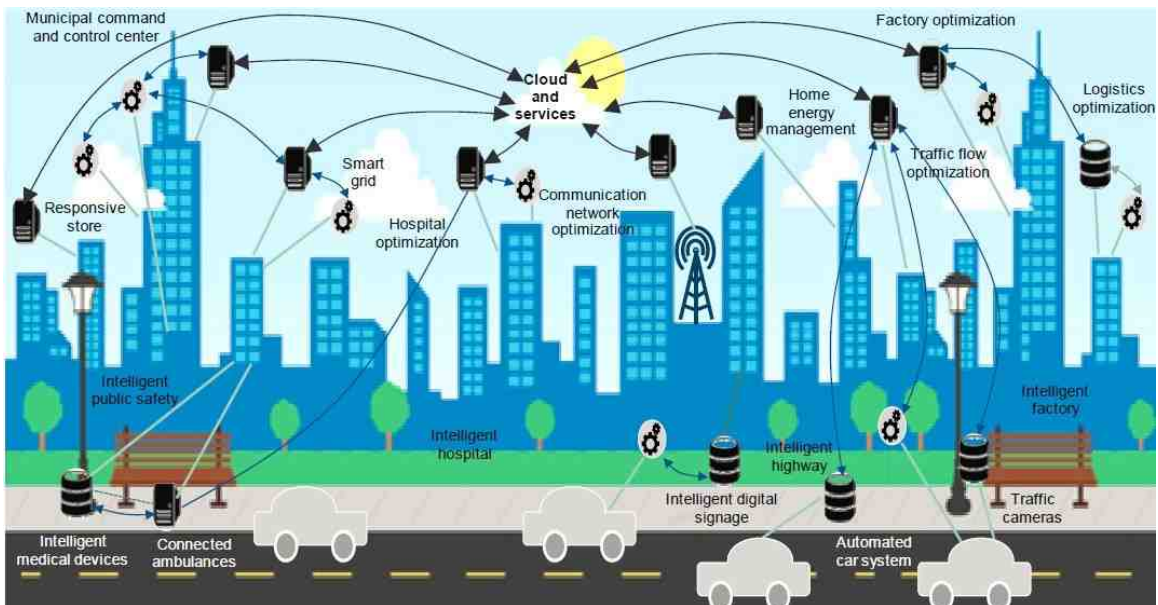 Municipal command
and control center
Factory optimization
Cloud
and
services
Logistics
optimization
Home
energy
management
Smart
grid
Traffic flow
optimization
Responsive
store
Hospital
optimization
Communication
network
optimization
Intelligent
public safety
Intelligent
factory
Intelligent
hospital
Intelligent
highway
Intelligent digital
signage
Traffic
cameras
Intelligent
medical devices
Connected
ambulances
Automated
car system